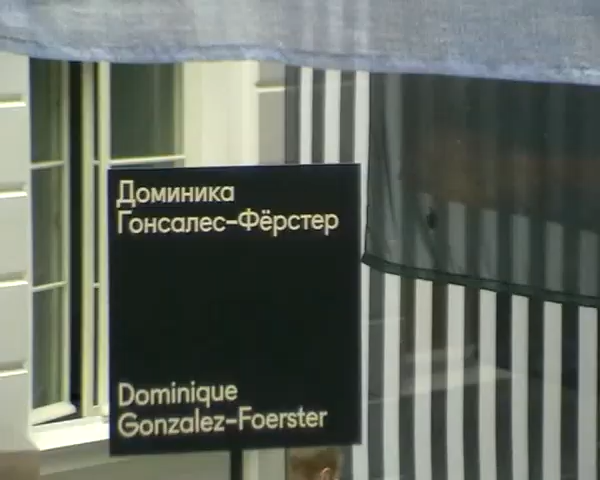 Доминика
Гонсалес-Фёрстер
Dominique
Gonzalez-Foerster